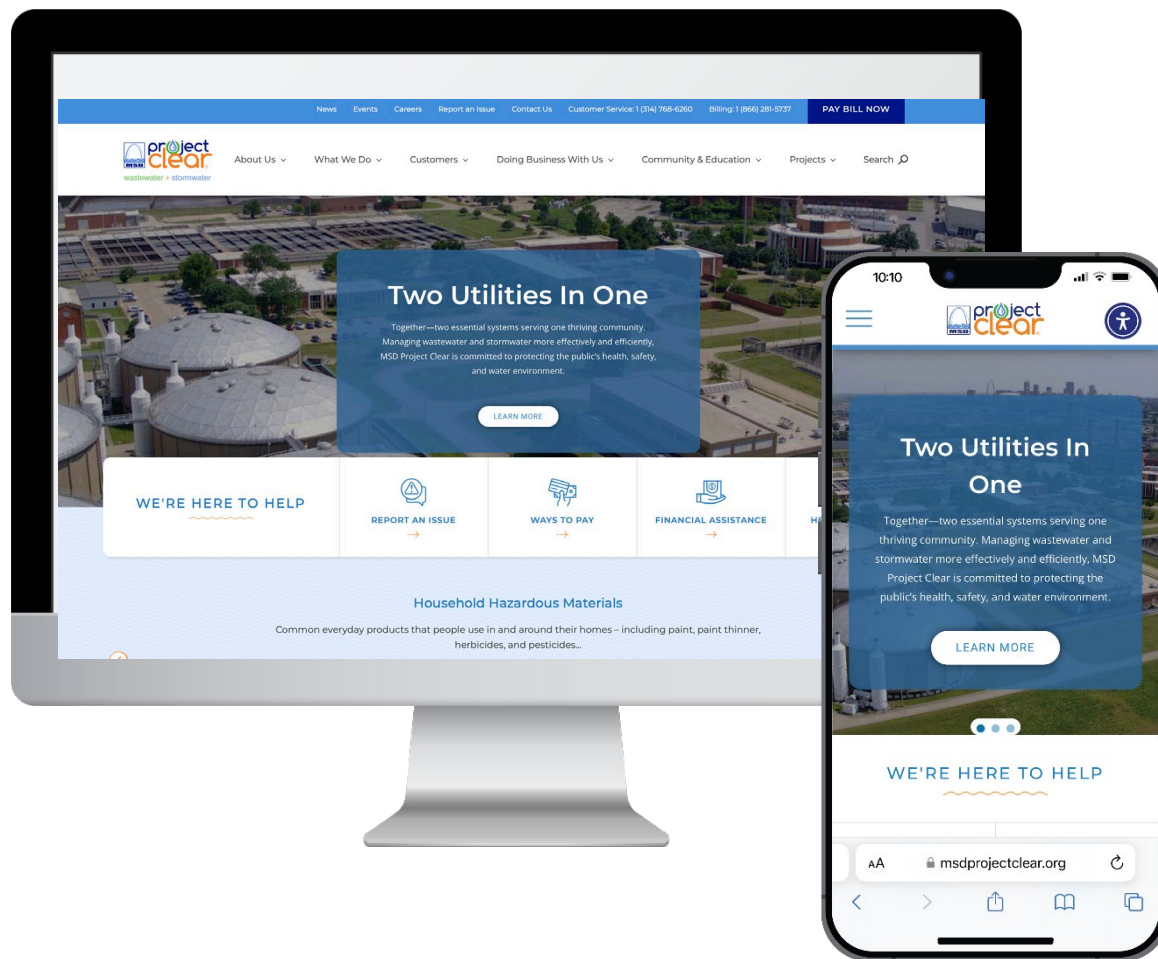 News Events Careers Report an Issue Contact Us Customer Service: 1 (314) 768-6260 Billing: 1 (866) 281-5737 PAY BILL NOW
MSD project clear
wastewater + stormwater
About Us What We Do Customers Doing Business With Us Community & Education Projects Search
Two Utilities In One
Together—two essential systems serving one thriving community.
Managing wastewater and stormwater more effectively and efficiently,
MSD Project Clear is committed to protecting the public's health, safety,
and water environment.
LEARN MORE
WE'RE HERE TO HELP
REPORT AN ISSUE
WAYS TO PAY
FINANCIAL ASSISTANCE
Household Hazardous Materials
Common everyday products that people use in and around their homes – including paint, paint thinner,
herbicides, and pesticides...
10:10
MSD project clear
Two Utilities In
One
Together—two essential systems serving one
thriving community. Managing wastewater and
stormwater more effectively and efficiently, MSD
Project Clear is committed to protecting the
public's health, safety, and water environment.
LEARN MORE
WE'RE HERE TO HELP
AA msdprojectclear.org